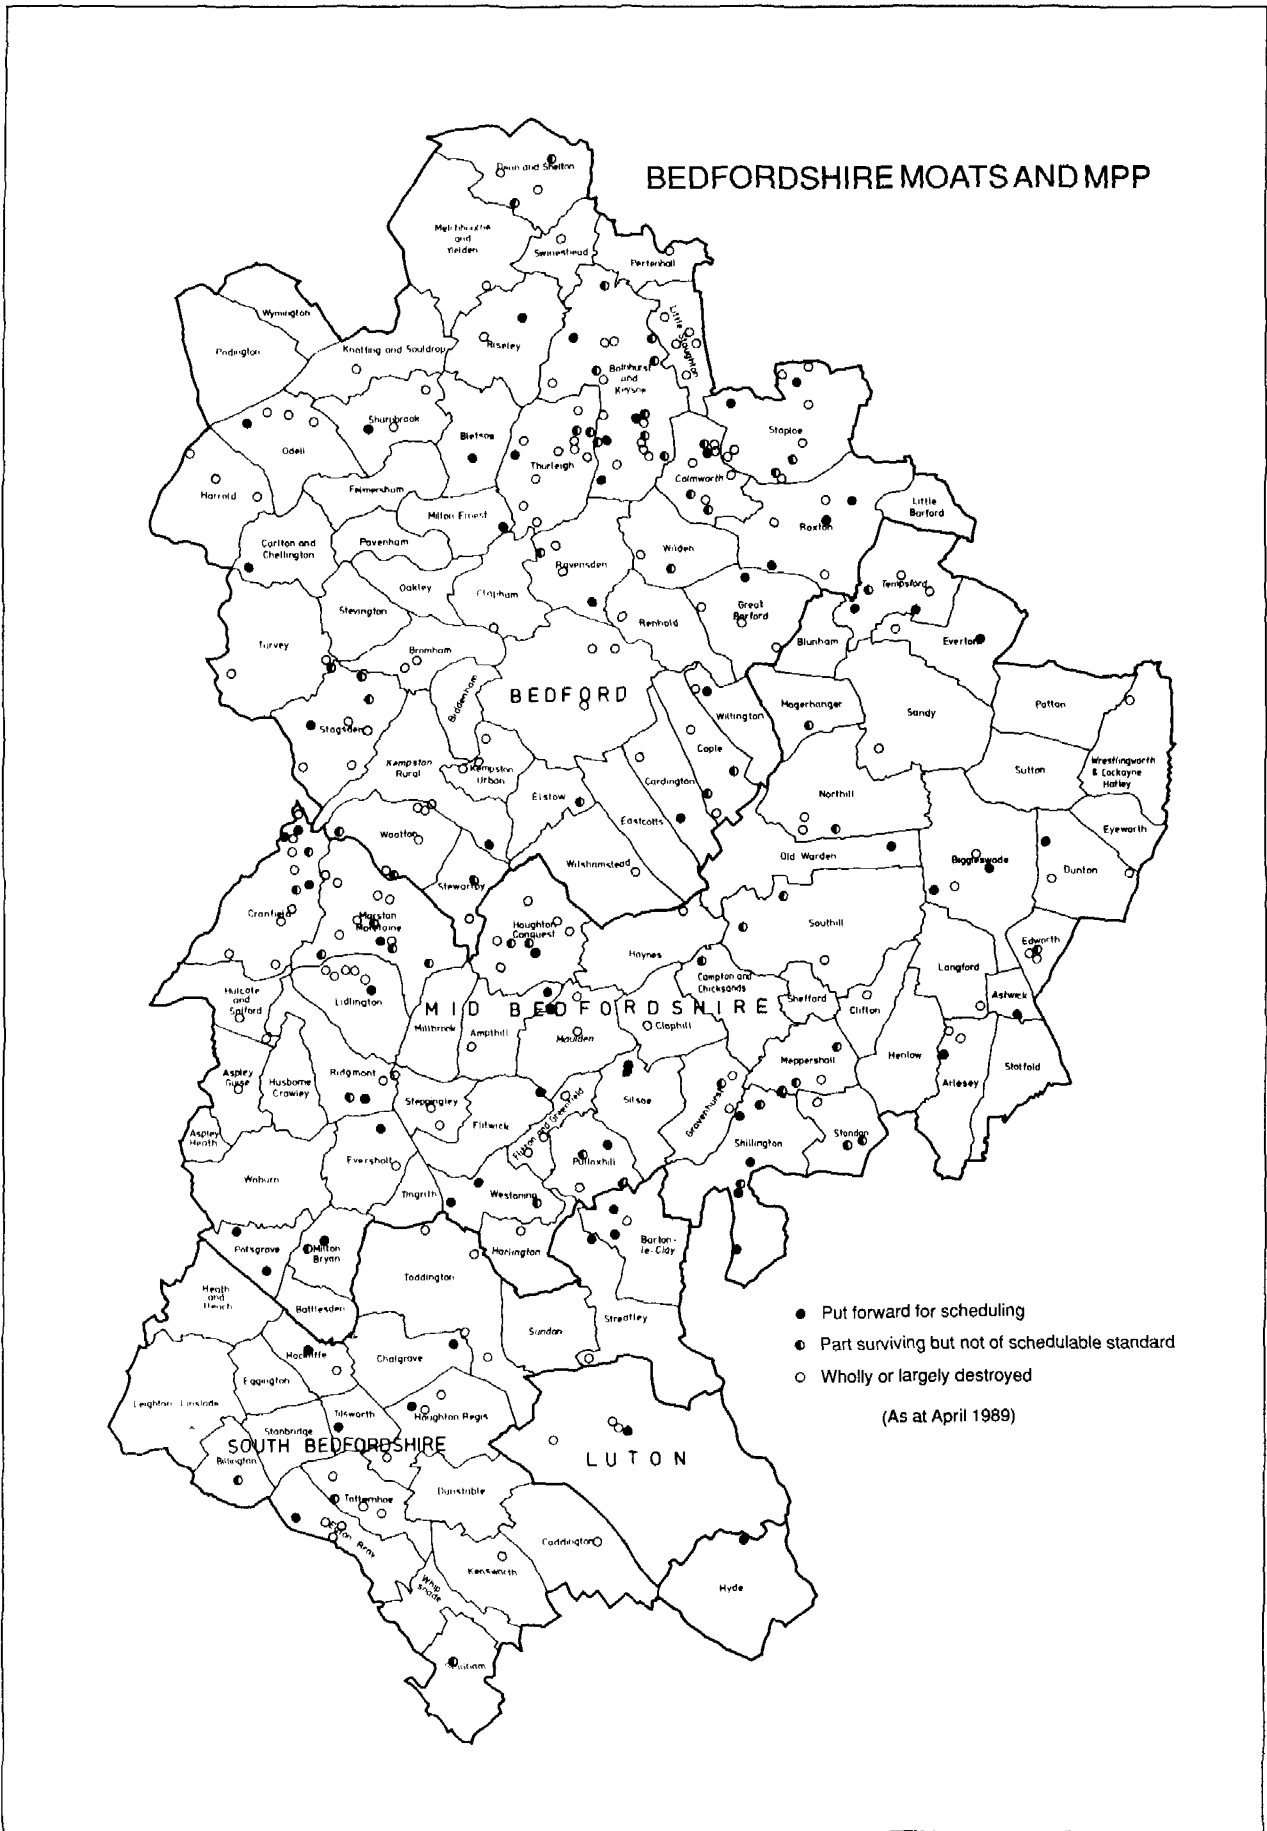 BEDFORDSHIRE MOATS AND MPP
Dean and Shelton
Melchbourne
and
Yielden
Swineshead
Pertenhall
Wymington
Podington
Knotting and Souldrop
Riseley
Little Staughton
Bolnhurst
and
Keysoe
Sharnbrook
Odell
Bletsoe
Staploe
Thurleigh
Colmworth
Harrold
Felmersham
Milton Ernest
Little
Barford
Roxton
Carlton and
Chellington
Pavenham
Wilden
Ravensden
Oakley
Clapham
Tempsford
Stevington
Great
Barford
Renhold
Blunham
Everton
Turvey
Bromham
Biddenham
BEDFORD
Willington
Mogerhanger
Sandy
Potton
Stagsden
Cople
Kempston
Rural
Kempston
Urban
Cardington
Sutton
Wrestlingworth
& Cockayne
Hatley
Elstow
Northill
Eastcotts
Eyeworth
Wootton
Old Warden
Biggleswade
Dunton
Wilshamstead
Stewartby
Cranfield
Marston
Moretaine
Houghton
Conquest
Southill
Edworth
Haynes
Langford
Campton and
Chicksands
Hulcote
and
Salford
Lidlington
Shefford
Clifton
Astwick
MID BEDFORDSHIRE
Millbrook
Ampthill
Maulden
Clophill
Henlow
Stotfold
Meppershall
Aspley
Guise
Husborne
Crawley
Ridgmont
Arlesey
Steppingley
Silsoe
Gravenhurst
Flitwick
Flitton and Greenfield
Aspley
Heath
Shillington
Stondon
Eversholt
Pulloxhill
Woburn
Tingrith
Westoning
Potsgrove
Milton
Bryan
Harlington
Barton-
le-Clay
Toddington
Heath
and
Reach
Battlesden
Streatley
Sundon
Hockliffe
Chalgrave
Eggington
Leighton Linslade
Tilsworth
Houghton Regis
Stanbridge
SOUTH BEDFORDSHIRE
LUTON
Billington
Totternhoe
Dunstable
Eaton Bray
Caddington
Kensworth
Whip
snade
Hyde
Studham
Put forward for scheduling
Part surviving but not of schedulable standard
Wholly or largely destroyed
(As at April 1989)